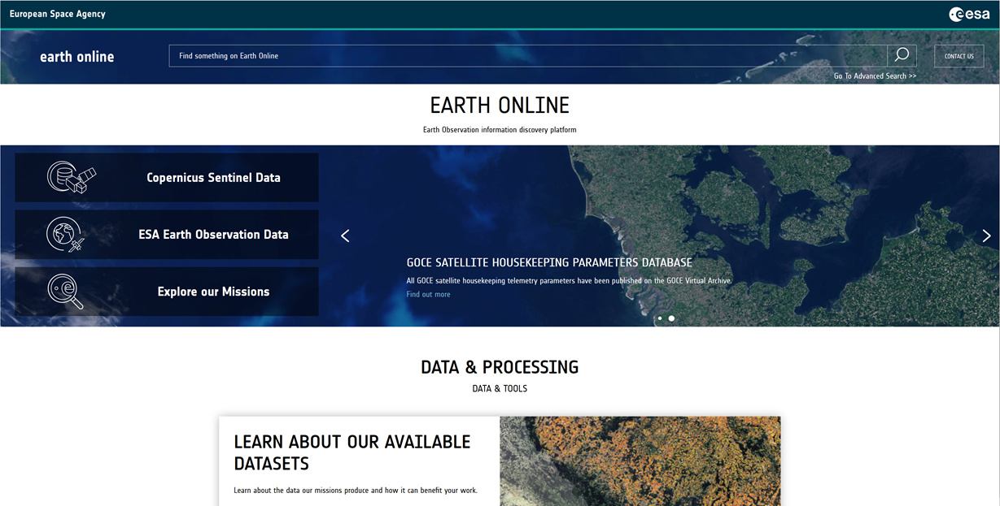 European Space Agency
esa
earth online
Find something on Earth Online
CONTACT US
Go To Advanced Search >>
EARTH ONLINE
Earth Observation information discovery platform
Copernicus Sentinel Data
ESA Earth Observation Data
Explore our Missions
GOCE SATELLITE HOUSEKEEPING PARAMETERS DATABASE
All GOCE satellite housekeeping telemetry parameters have been published on the GOCE Virtual Archive.
Find out more
DATA & PROCESSING
DATA & TOOLS
LEARN ABOUT OUR AVAILABLE
DATASETS
Learn about the data our missions produce and how it can benefit your work.